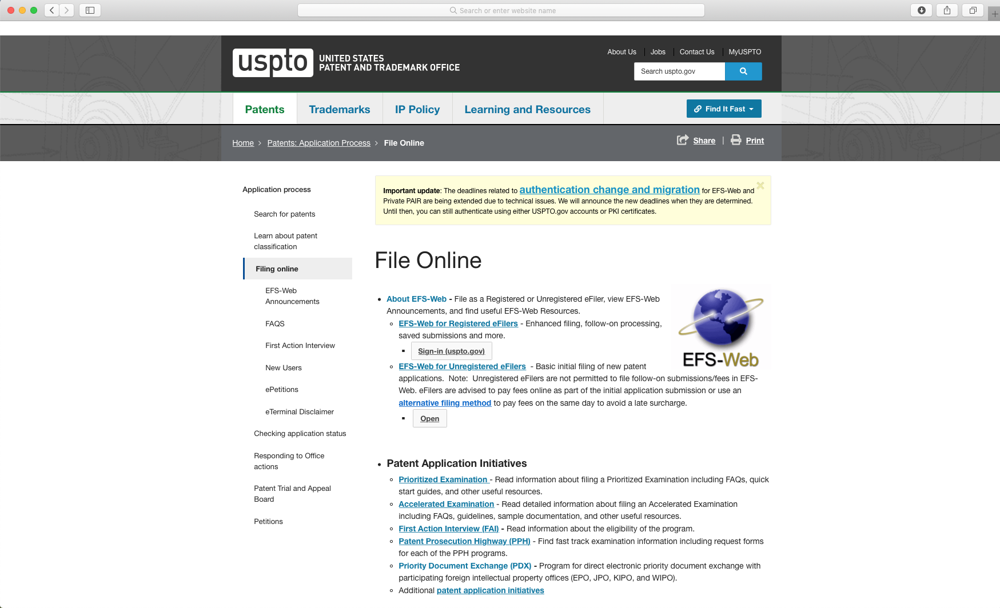 Search or enter website name
uspto UNITED STATES
PATENT AND TRADEMARK OFFICE
About Us Jobs Contact Us MyUSPTO
Search uspto.gov
Patents Trademarks IP Policy Learning and Resources Find It Fast
Home > Patents: Application Process > File Online
Share | Print
Application process
Search for patents
Learn about patent
classification
Filing online
EFS-Web
Announcements
FAQS
First Action Interview
New Users
ePetitions
eTerminal Disclaimer
Checking application status
Responding to Office
actions
Patent Trial and Appeal
Board
Petitions
Important update: The deadlines related to authentication change and migration for EFS-Web and
Private PAIR are being extended due to technical issues. We will announce the new deadlines when they are determined.
Until then, you can still authenticate using either USPTO.gov accounts or PKI certificates.
File Online
• About EFS-Web - File as a Registered or Unregistered eFiler, view EFS-Web
Announcements, and find useful EFS-Web Resources.
EFS-Web for Registered eFilers - Enhanced filing, follow-on processing,
saved submissions and more.
Sign-in (uspto.gov)
EFS-Web
EFS-Web for Unregistered eFilers - Basic initial filing of new patent
applications. Note: Unregistered eFilers are not permitted to file follow-on submissions/fees in EFS-
Web. eFilers are advised to pay fees online as part of the initial application submission or use an
alternative filing method to pay fees on the same day to avoid a late surcharge.
Open
• Patent Application Initiatives
Prioritized Examination - Read information about filing a Prioritized Examination including FAQs, quick
start guides, and other useful resources.
Accelerated Examination - Read detailed information about filing an Accelerated Examination
including FAQs, guidelines, sample documentation, and other useful resources.
First Action Interview (FAI) - Read information about the eligibility of the program.
Patent Prosecution Highway (PPH) - Find fast track examination information including request forms
for each of the PPH programs.
Priority Document Exchange (PDX) - Program for direct electronic priority document exchange with
participating foreign intellectual property offices (EPO, JPO, KIPO, and WIPO).
Additional patent application initiatives